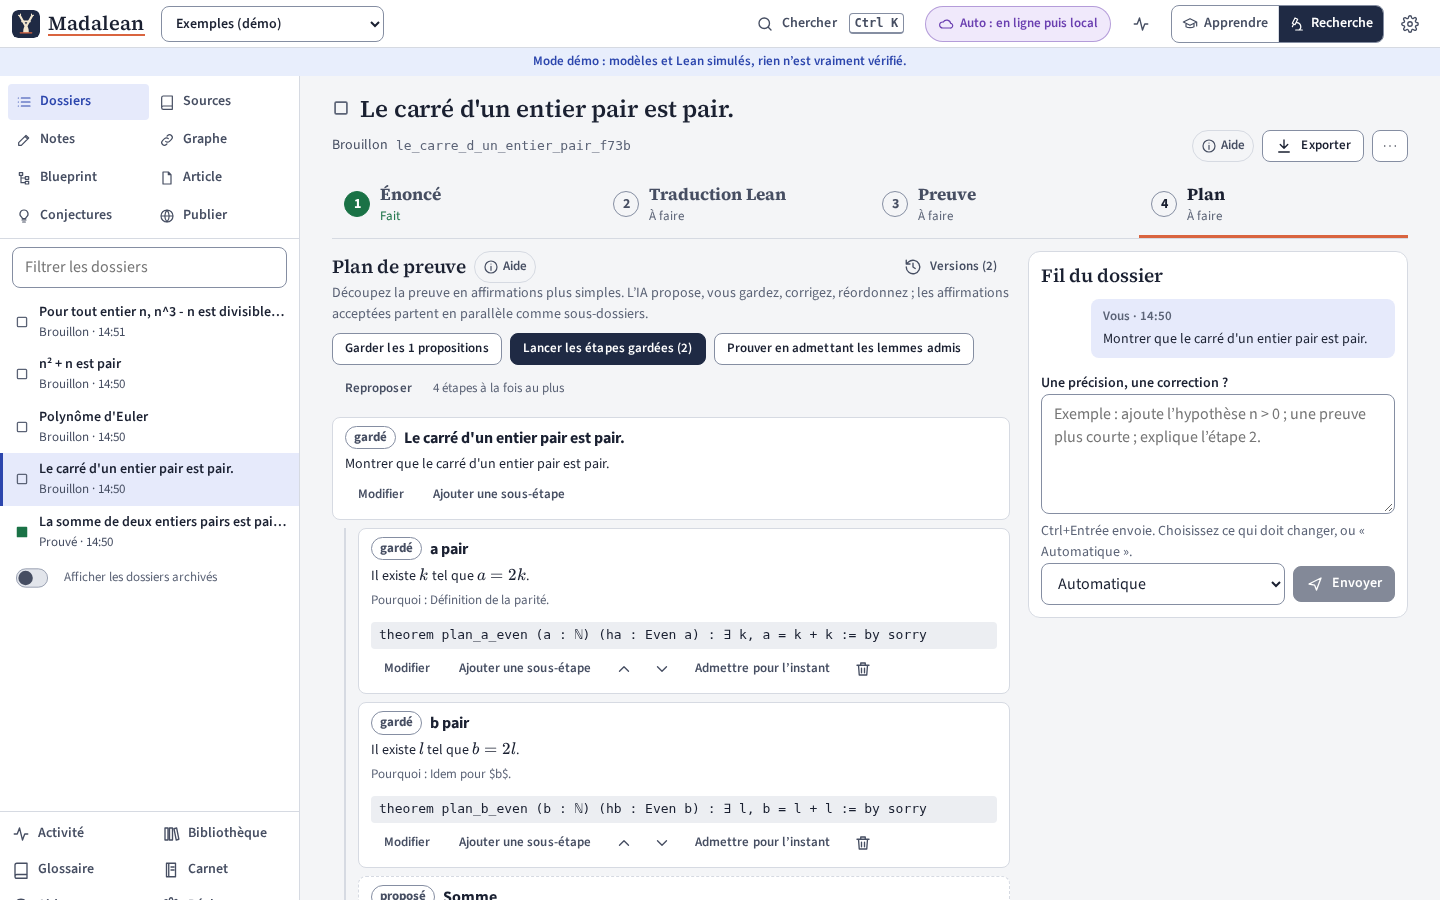 Madalean
Exemples (démo)
Chercher Ctrl K
Auto : en ligne puis local
Apprendre
Recherche
Mode démo : modèles et Lean simulés, rien n’est vraiment vérifié.
Dossiers
Sources
Notes
Graphe
Blueprint
Article
Conjectures
Publier
Filtrer les dossiers
Pour tout entier n, n^3 - n est divisible…
Brouillon · 14:51
n² + n est pair
Brouillon · 14:50
Polynôme d'Euler
Brouillon · 14:50
Le carré d'un entier pair est pair.
Brouillon · 14:50
La somme de deux entiers pairs est pai…
Prouvé · 14:50
Afficher les dossiers archivés
Activité
Bibliothèque
Glossaire
Carnet
Le carré d'un entier pair est pair.
Brouillon le_carre_d_un_entier_pair_f73b
Aide
Exporter
···
1 Énoncé
Fait
2 Traduction Lean
À faire
3 Preuve
À faire
4 Plan
À faire
Plan de preuve
Aide
Versions (2)
Découpez la preuve en affirmations plus simples. L’IA propose, vous gardez, corrigez, réordonnez ; les affirmations
acceptées partent en parallèle comme sous-dossiers.
Garder les 1 propositions
Lancer les étapes gardées (2)
Prouver en admettant les lemmes admis
Reproposer
4 étapes à la fois au plus
gardé Le carré d'un entier pair est pair.
Montrer que le carré d'un entier pair est pair.
Modifier Ajouter une sous-étape
gardé a pair
Il existe k tel que a = 2k.
Pourquoi : Définition de la parité.
theorem plan_a_even (a : ℕ) (ha : Even a) : ∃ k, a = k + k := by sorry
Modifier Ajouter une sous-étape Admettre pour l’instant
gardé b pair
Il existe l tel que b = 2l.
Pourquoi : Idem pour $b$.
theorem plan_b_even (b : ℕ) (hb : Even b) : ∃ l, b = l + l := by sorry
Modifier Ajouter une sous-étape Admettre pour l’instant
proposé Somme
Fil du dossier
Vous · 14:50
Montrer que le carré d'un entier pair est pair.
Une précision, une correction ?
Exemple : ajoute l’hypothèse n > 0 ; une preuve
plus courte ; explique l’étape 2.
Ctrl+Entrée envoie. Choisissez ce qui doit changer, ou «
Automatique ».
Automatique
Envoyer